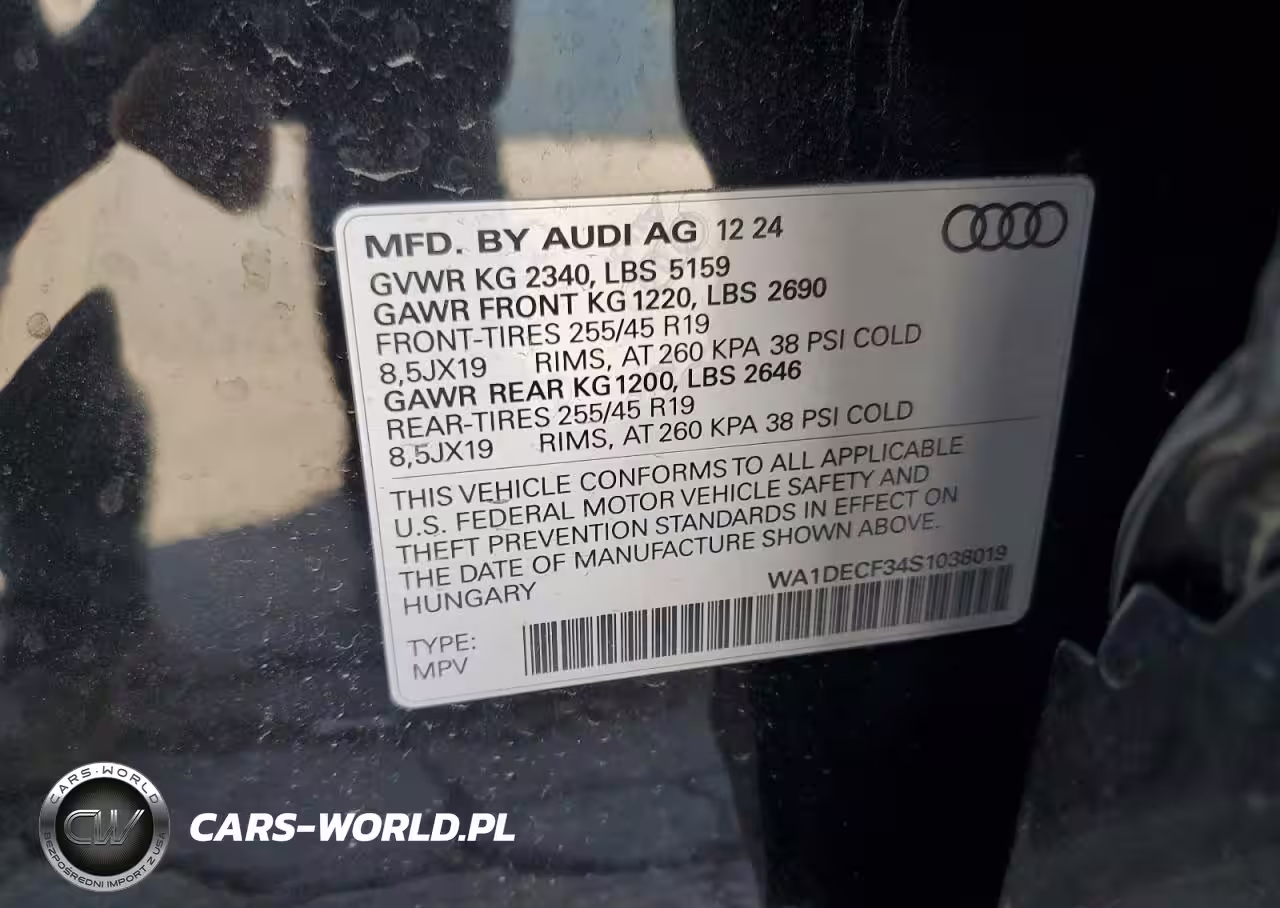 MFD. BY AUDI AG 12 24
GVWR KG 2340, LBS 5159
GAWR FRONT KG 1220, LBS 2690
FRONT-TIRES 255/45 R19
8,5JX19 RIMS, AT 260 KPA 38 PSI COLD
GAWR REAR KG 1200, LBS 2646
REAR-TIRES 255/45 R19
8,5JX19 RIMS, AT 260 KPA 38 PSI COLD
THIS VEHICLE CONFORMS TO ALL APPLICABLE
U.S. FEDERAL MOTOR VEHICLE SAFETY AND
THEFT PREVENTION STANDARDS IN EFFECT ON
THE DATE OF MANUFACTURE SHOWN ABOVE.
HUNGARY
WA1DECF34S1038019
TYPE:
MPV
CARS-WORLD
CW
BEZPOŚREDNI IMPORT Z USA
CARS-WORLD.PL